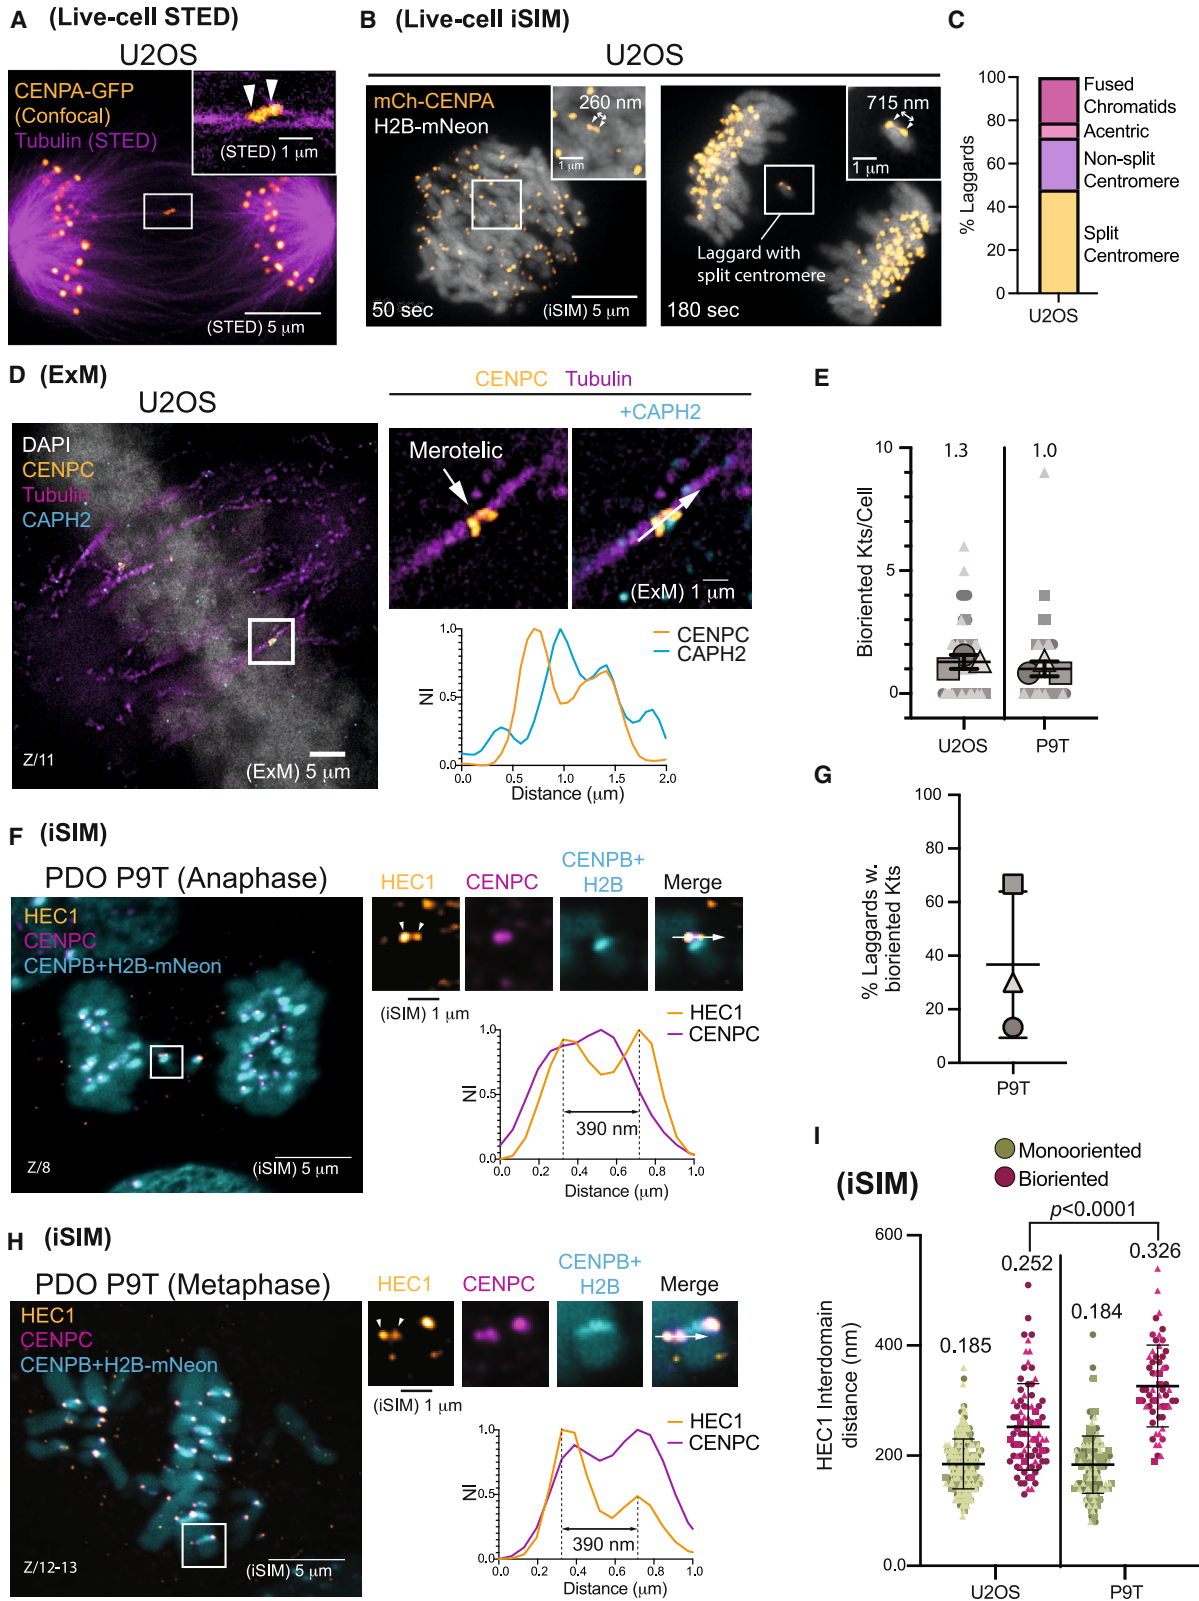 A (Live-cell STED)
U2OS
CENPA-GFP
(Confocal)
Tubulin (STED)
(STED) 1 μm
(STED) 5 μm
B (Live-cell iSIM)
U2OS
mCh-CENPA
H2B-mNeon
260 nm
1 μm
50 sec
(iSIM) 5 μm
715 nm
1 μm
Laggard with
split centromere
180 sec
C
% Laggards
100
80
60
40
20
0
Fused
Chromatids
Acentric
Non-split
Centromere
Split
Centromere
U2OS
D (ExM)
U2OS
DAPI
CENPC
Tubulin
CAPH2
Z/11
(ExM) 5 μm
CENPC Tubulin
+CAPH2
Merotelic
(ExM) 1 μm
CENPC
CAPH2
NI
1.0
0.5
0.0
0.0 0.5 1.0 1.5 2.0
Distance (μm)
E
Bioriented Kts/Cell
10
5
0
1.3 1.0
U2OS P9T
F (iSIM)
PDO P9T (Anaphase)
HEC1
CENPC
CENPB+H2B-mNeon
Z/8
(iSIM) 5 μm
HEC1 CENPC CENPB+
H2B Merge
(iSIM) 1 μm
HEC1
CENPC
NI
1.0
0.5
0.0
390 nm
0.0 0.2 0.4 0.6 0.8 1.0
Distance (μm)
G
% Laggards w.
bioriented Kts
100
80
60
40
20
0
P9T
H (iSIM)
PDO P9T (Metaphase)
HEC1
CENPC
CENPB+H2B-mNeon
Z/12-13
(iSIM) 5 μm
HEC1 CENPC CENPB+
H2B Merge
(iSIM) 1 μm
HEC1
CENPC
NI
1.0
0.5
0.0
390 nm
0.0 0.2 0.4 0.6 0.8 1.0
Distance (μm)
I
Monooriented
Bioriented
(iSIM)
p<0.0001
HEC1 Interdomain
distance (nm)
600
400
200
0.0
0.185 0.252 0.184 0.326
U2OS P9T